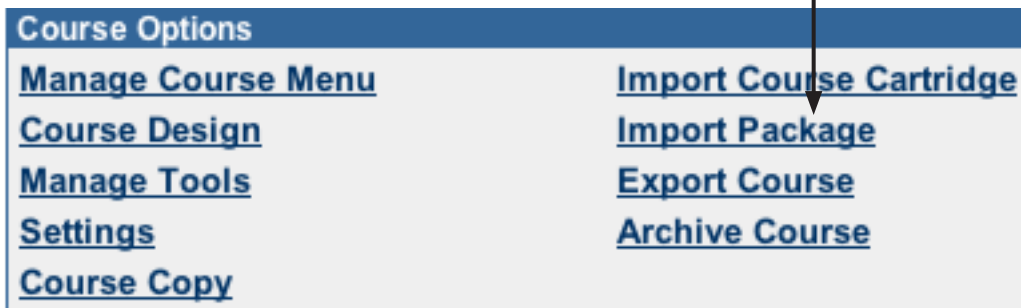 Course Options
Manage Course Menu
Course Design
Manage Tools
Settings
Course Copy
Import Course Cartridge
Import Package
Export Course
Archive Course